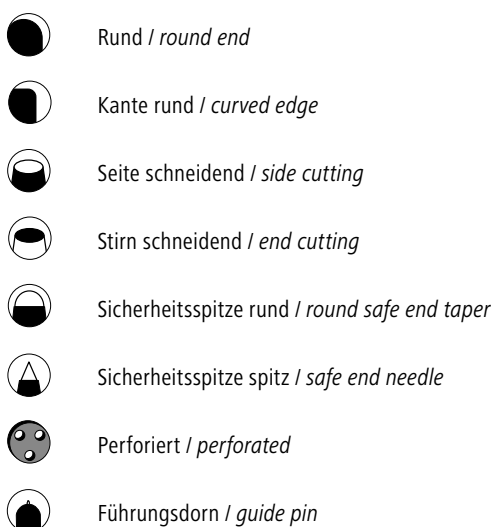 Rund / round end
Kante rund / curved edge
Seite schneidend / side cutting
Stirn schneidend / end cutting
Sicherheitsspitze rund / round safe end taper
Sicherheitsspitze spitz / safe end needle
Perforiert / perforated
Führungsdorn / guide pin